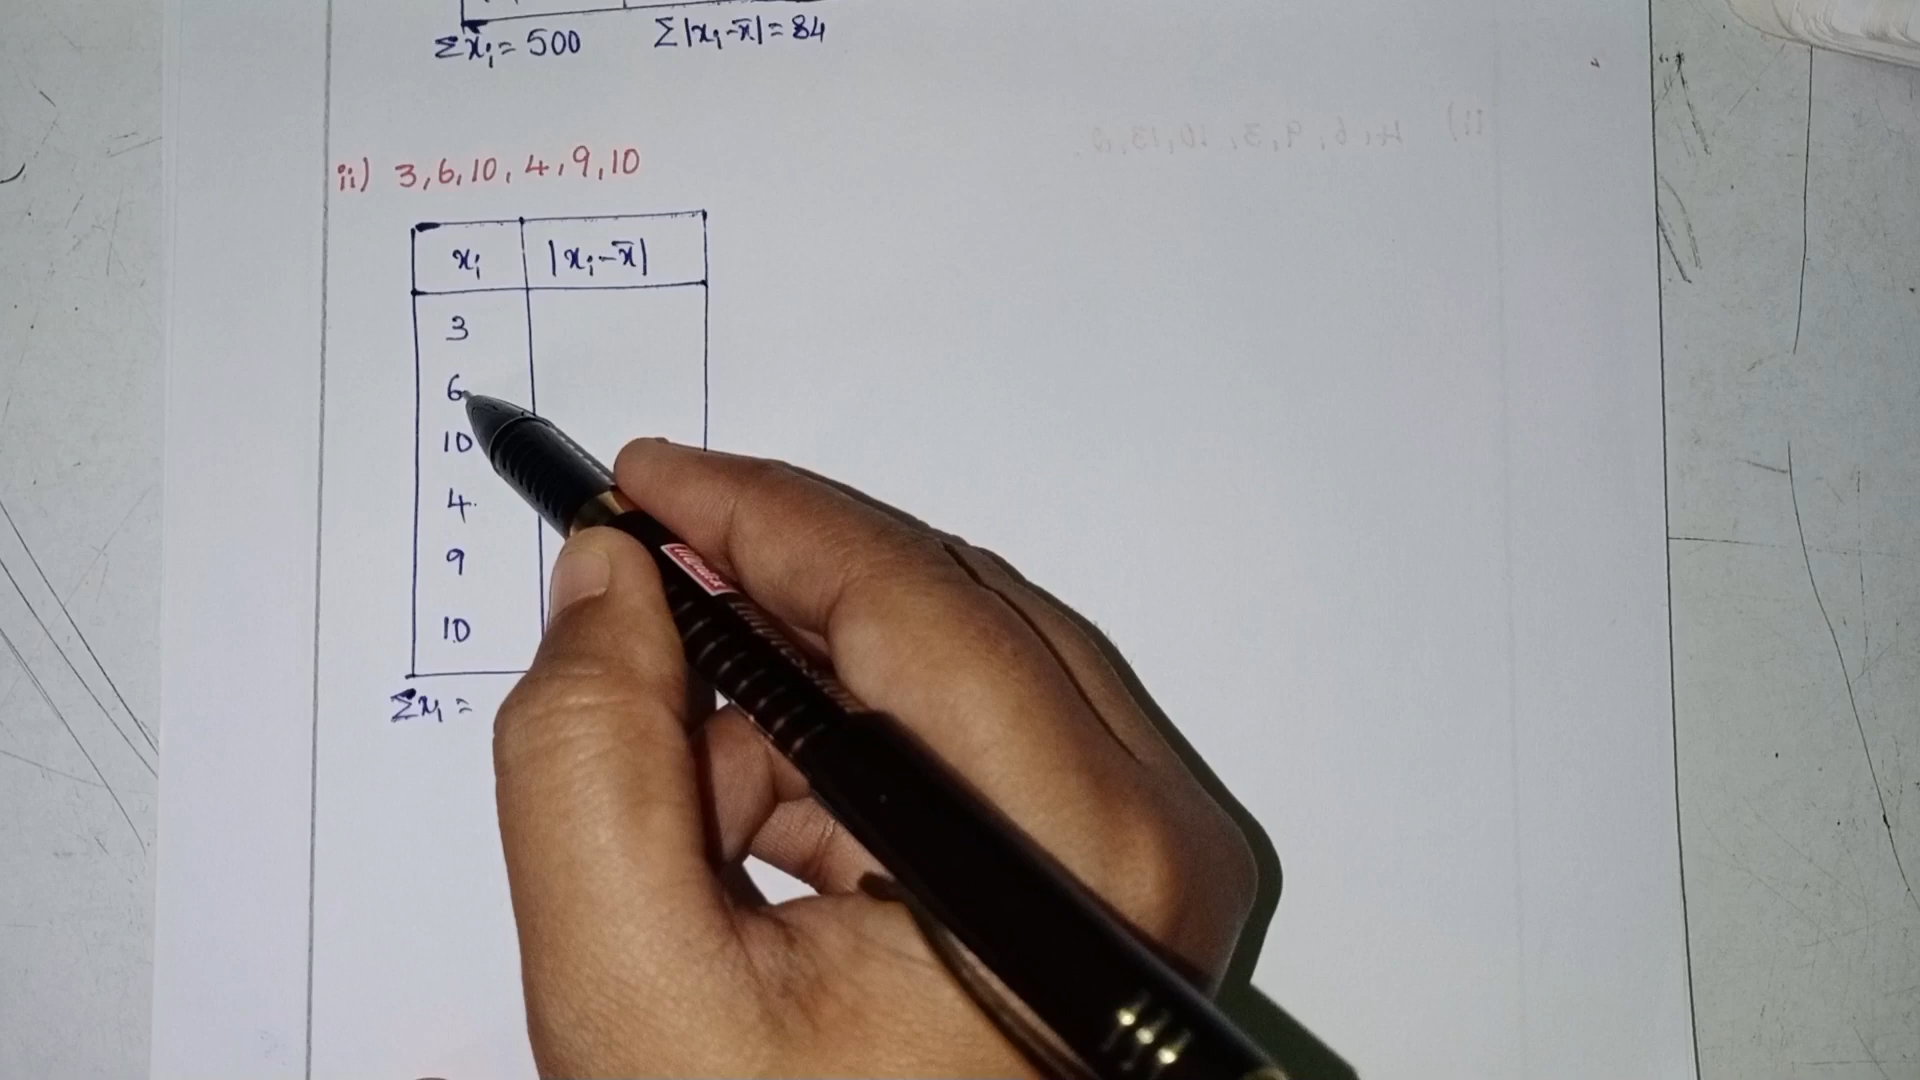 Σxᵢ = 500 Σ|xᵢ-x̄| = 84
ii) 3, 6, 10, 4, 9, 10
xᵢ |xᵢ-x̄|
3
6
10
4
9
10
Σxᵢ =